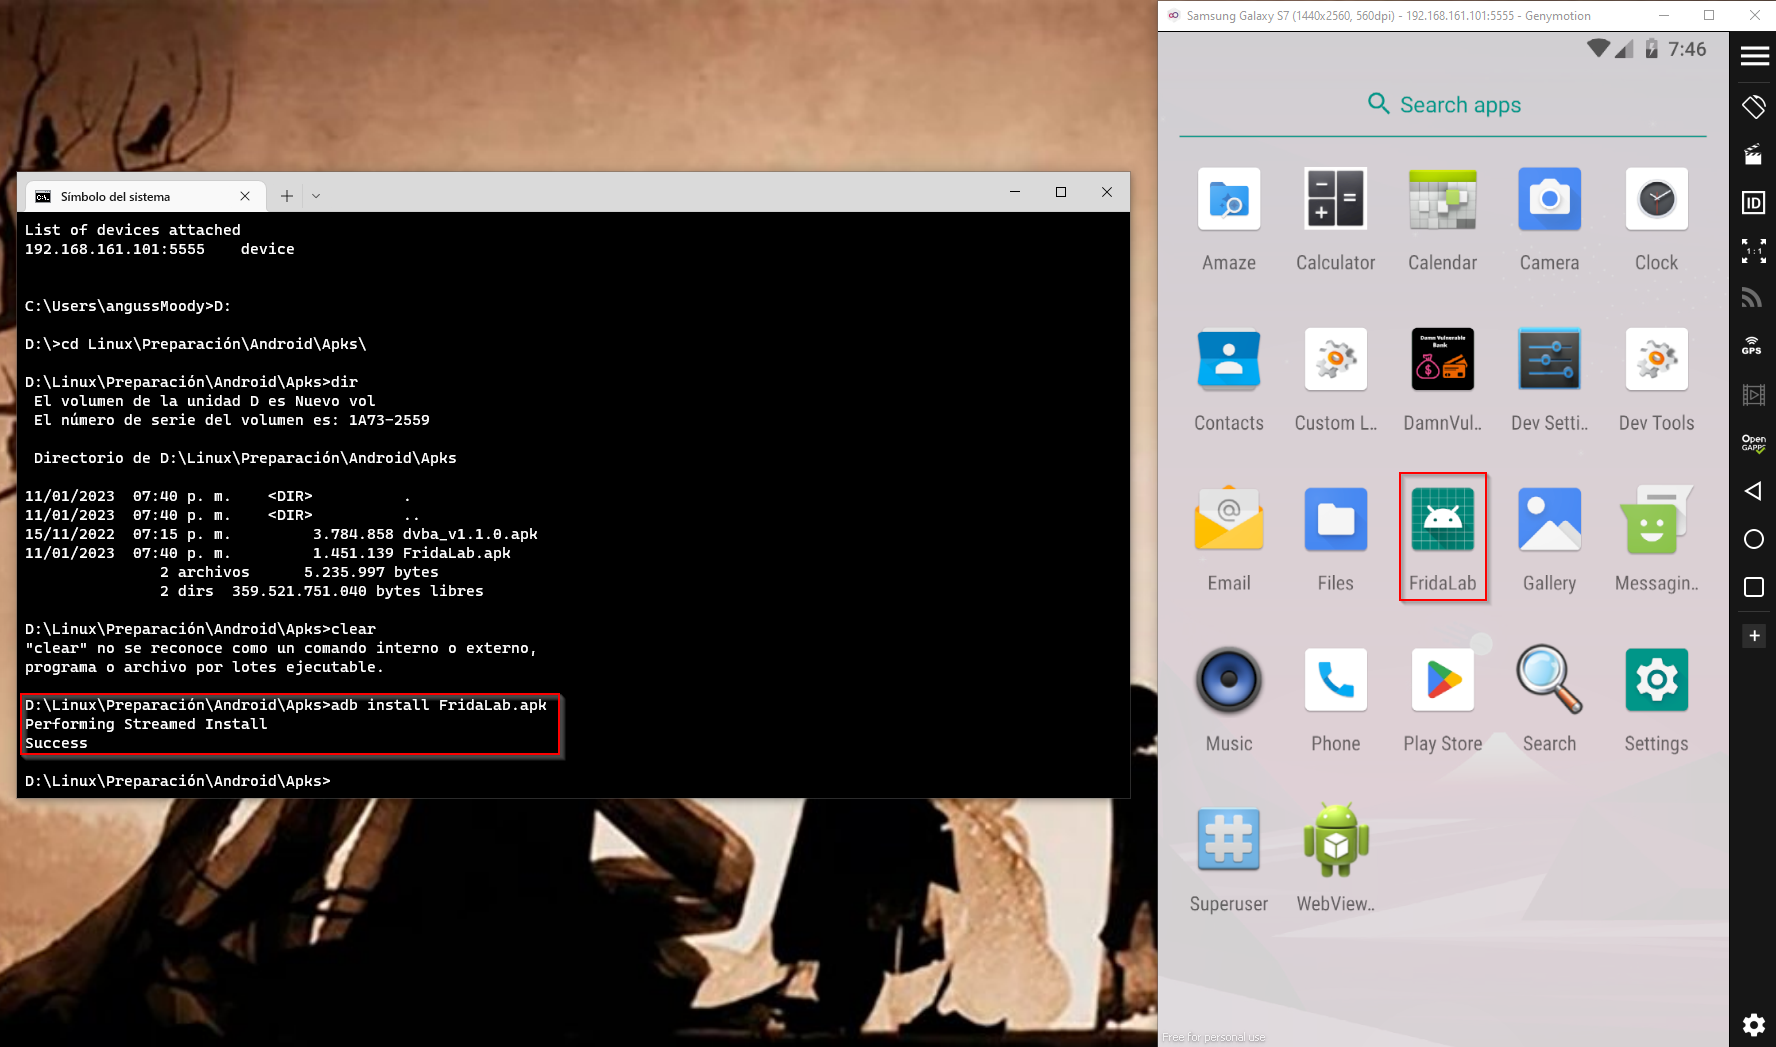 Símbolo del sistema
List of devices attached
192.168.161.101:5555    device
C:\Users\angussMoody>D:
D:\>cd Linux\Preparación\Android\Apks\
D:\Linux\Preparación\Android\Apks>dir
El volumen de la unidad D es Nuevo vol
El número de serie del volumen es: 1A73-2559
Directorio de D:\Linux\Preparación\Android\Apks
11/01/2023  07:40 p. m.    <DIR>          .
11/01/2023  07:40 p. m.    <DIR>          ..
15/11/2022  07:15 p. m.         3.784.858 dvba_v1.1.0.apk
11/01/2023  07:40 p. m.         1.451.139 FridaLab.apk
2 archivos      5.235.997 bytes
2 dirs  359.521.751.040 bytes libres
D:\Linux\Preparación\Android\Apks>clear
"clear" no se reconoce como un comando interno o externo,
programa o archivo por lotes ejecutable.
D:\Linux\Preparación\Android\Apks>adb install FridaLab.apk
Performing Streamed Install
Success
D:\Linux\Preparación\Android\Apks>
Samsung Galaxy S7 (1440x2560, 560dpi) - 192.168.161.101:5555 - Genymotion
7:46
Search apps
Amaze
Calculator
Calendar
Camera
Clock
Contacts
Custom L..
Damn Vulnerable
Bank
DamnVul..
Dev Setti..
Dev Tools
Email
Files
FridaLab
Gallery
Messagin..
Music
Phone
Play Store
Search
Settings
Superuser
WebView..
Free for personal use
ID
1:1
GPS
Open
GAPPS